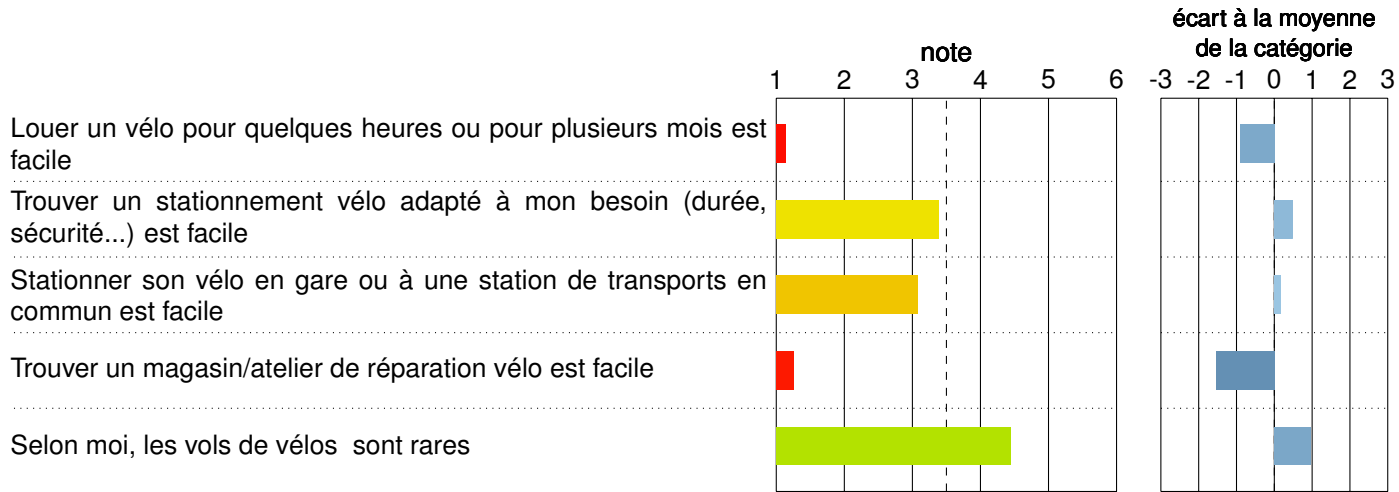 écart à la moyenne
note de la catégorie
1 2 3 4 5 6 -3 -2 -1 0 1 2 3
Louer un vélo pour quelques heures ou pour plusieurs mois est
facile
Trouver un stationnement vélo adapté à mon besoin (durée,
sécurité...) est facile
Stationner son vélo en gare ou à une station de transports en
commun est facile
Trouver un magasin/atelier de réparation vélo est facile
Selon moi, les vols de vélos sont rares